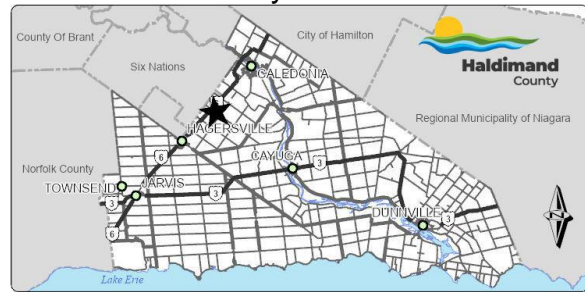 County Of Brant
City of Hamilton
Haldimand
County
Six Nations
CALEDONIA
Regional Municipality of Niagara
HAGERSVILLE
6
CAYUGA
3
Norfolk County
TOWNSEND
JARVIS
3
3
DUNNVILLE
3
6
N
Lake Erie